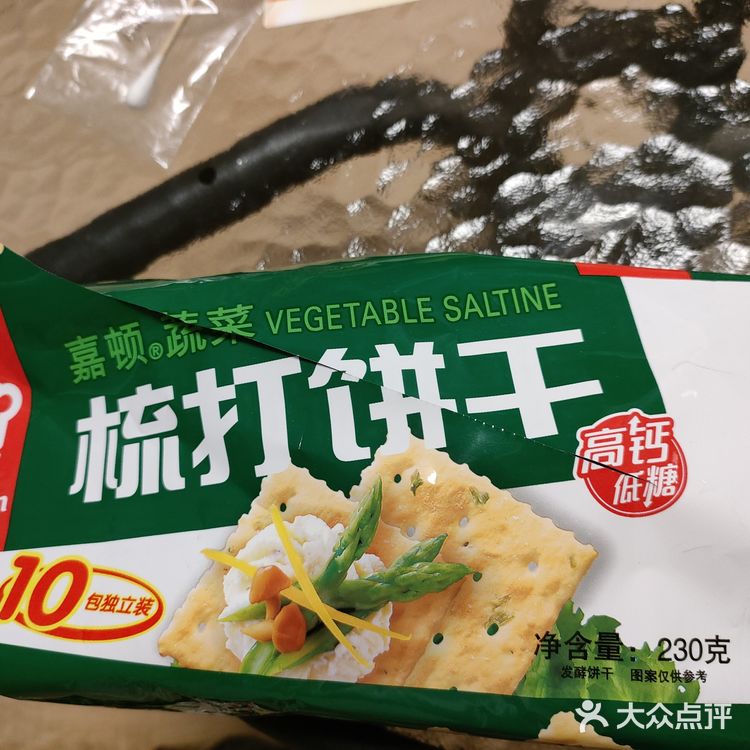 嘉顿®蔬菜 VEGETABLE SALTINE
梳打饼干
高钙
低糖
10包独立装
净含量：230克
发酵饼干 图案仅供参考
大众点评